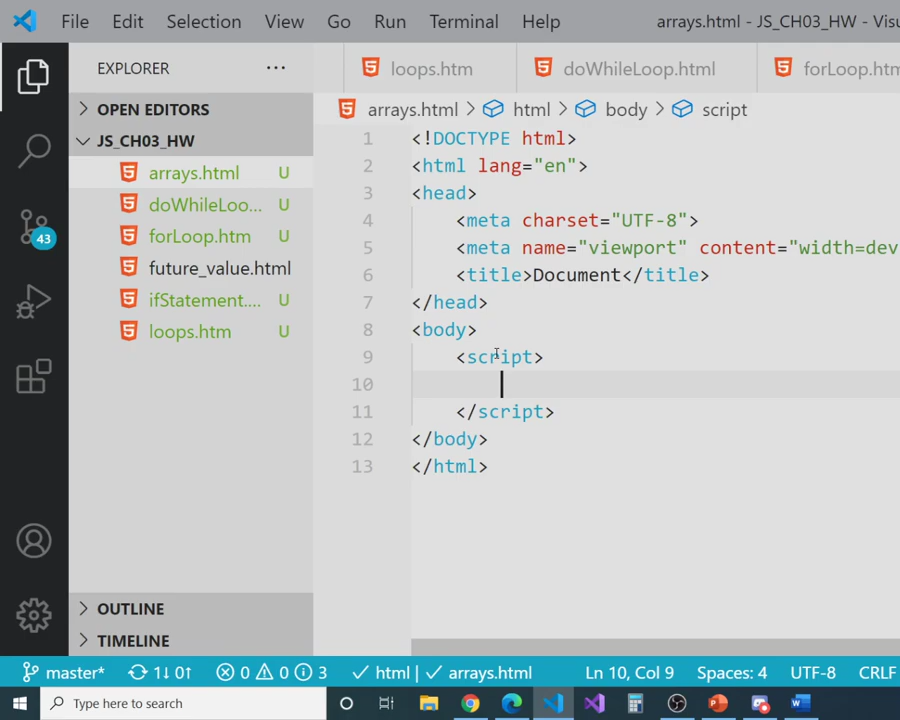 File Edit Selection View Go Run Terminal Help arrays.html - JS_CH03_HW - Visu
EXPLORER ···
OPEN EDITORS
JS_CH03_HW
arrays.html U
doWhileLoo... U
forLoop.htm U
future_value.html
ifStatement.... U
loops.htm U
OUTLINE
TIMELINE
43
loops.htm doWhileLoop.html forLoop.htm
arrays.html > html > body > script
1 <!DOCTYPE html>
2 <html lang="en">
3 <head>
4 <meta charset="UTF-8">
5 <meta name="viewport" content="width=dev
6 <title>Document</title>
7 </head>
8 <body>
9 <script>
10
11 </script>
12 </body>
13 </html>
master* 1↓ 0↑ 0 0 3 ✓ html | ✓ arrays.html Ln 10, Col 9 Spaces: 4 UTF-8 CRLF
Type here to search